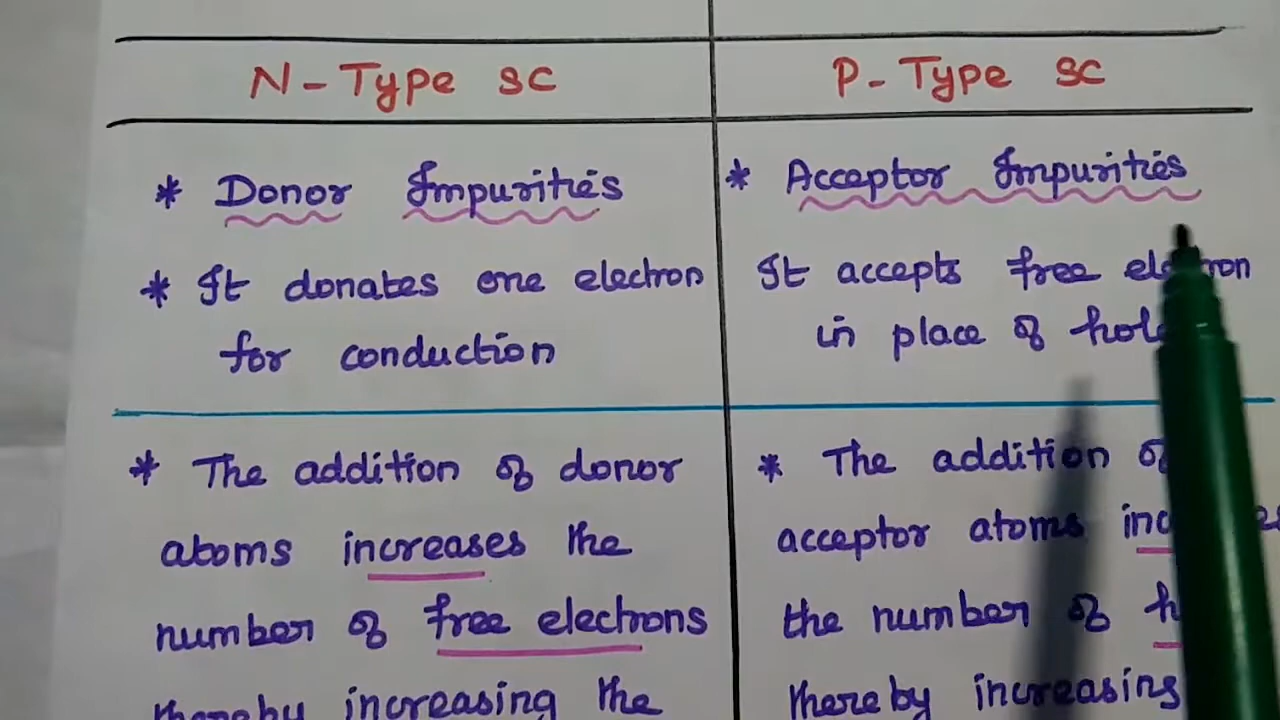 N-Type SC
* Donor Impurities
* It donates one electron
for conduction
* The addition of donor
atoms increases the
number of free electrons
thereby increasing the
P-Type SC
* Acceptor Impurities
It accepts free electron
in place of
* The addition of
acceptor atoms
the number of
thereby increasing